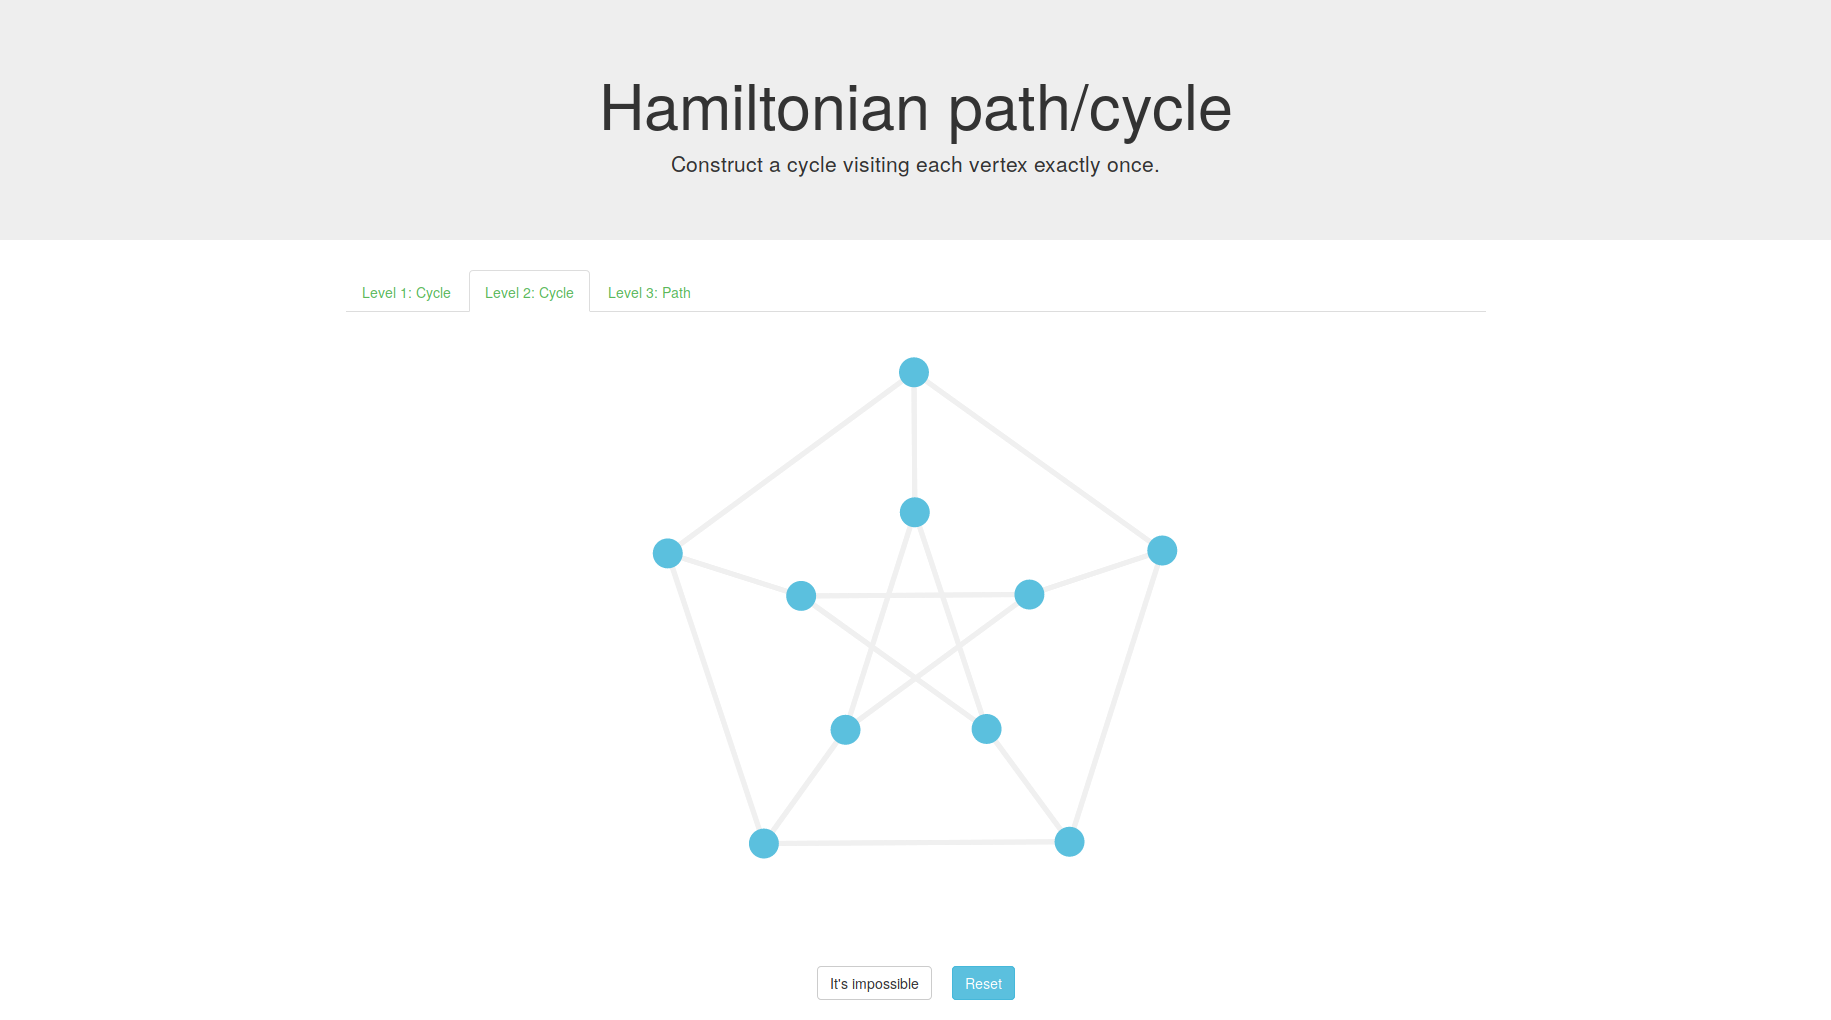 Hamiltonian path/cycle
Construct a cycle visiting each vertex exactly once.
Level 1: Cycle
Level 2: Cycle
Level 3: Path
It's impossible
Reset